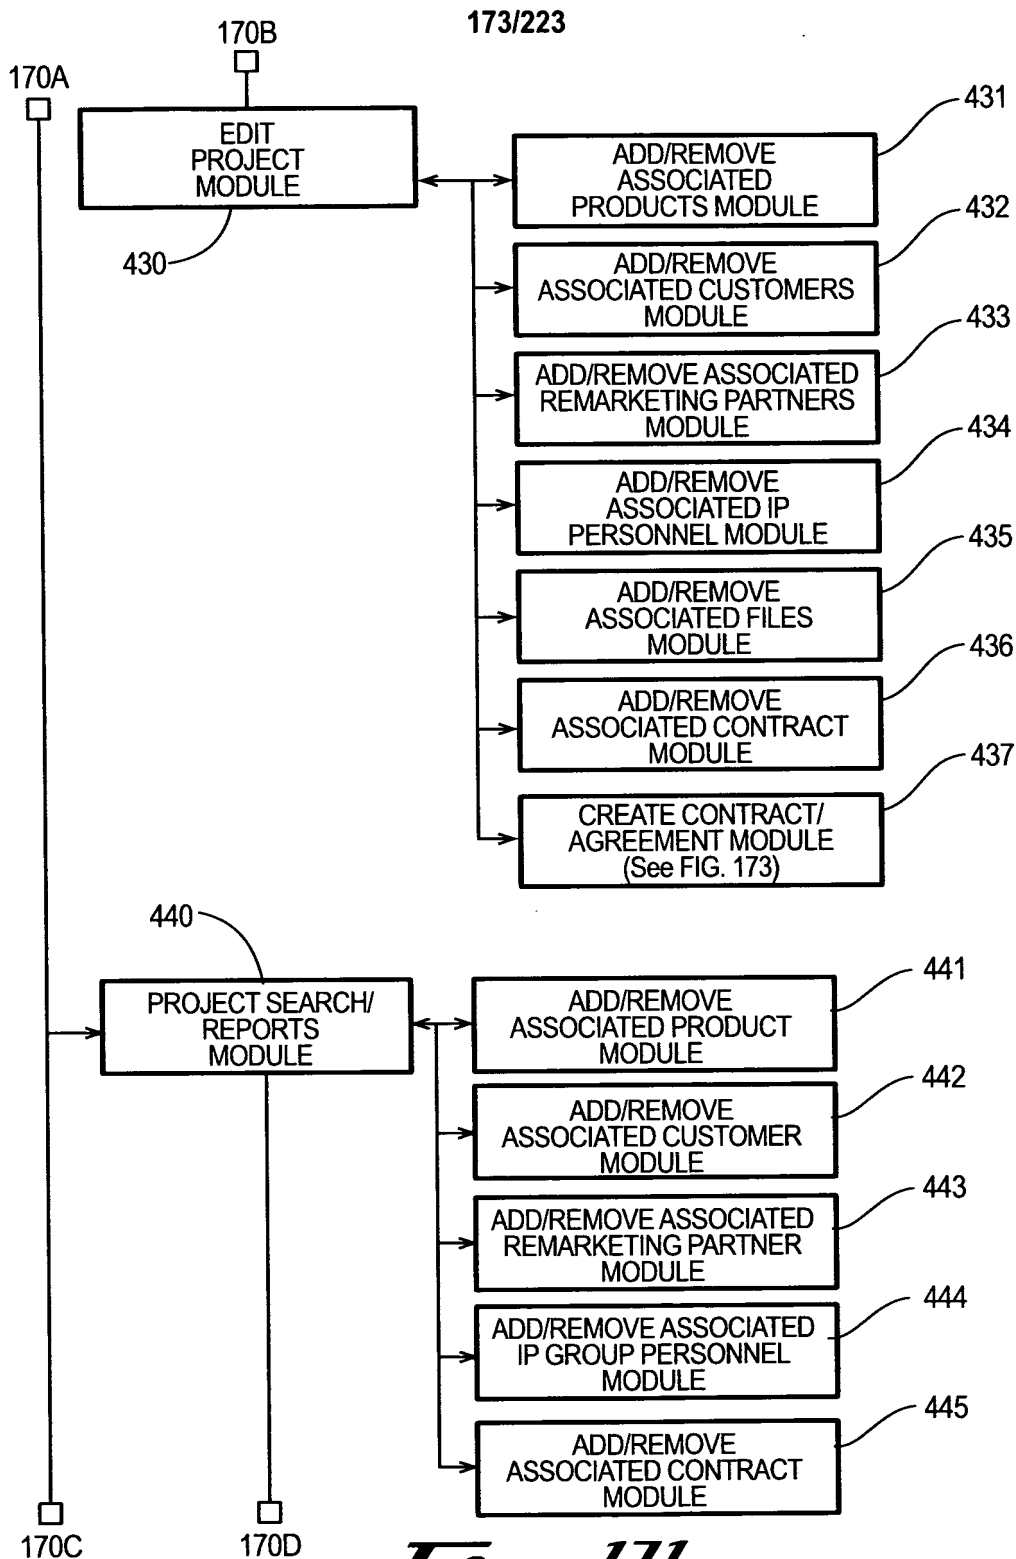 173/223
170B
170A
EDIT
PROJECT
MODULE
430
ADD/REMOVE
ASSOCIATED
PRODUCTS MODULE
431
ADD/REMOVE
ASSOCIATED CUSTOMERS
MODULE
432
ADD/REMOVE ASSOCIATED
REMARKETING PARTNERS
MODULE
433
ADD/REMOVE
ASSOCIATED IP
PERSONNEL MODULE
434
ADD/REMOVE
ASSOCIATED FILES
MODULE
435
ADD/REMOVE
ASSOCIATED CONTRACT
MODULE
436
CREATE CONTRACT/
AGREEMENT MODULE
(See FIG. 173)
437
440
PROJECT SEARCH/
REPORTS
MODULE
ADD/REMOVE
ASSOCIATED PRODUCT
MODULE
441
ADD/REMOVE
ASSOCIATED CUSTOMER
MODULE
442
ADD/REMOVE ASSOCIATED
REMARKETING PARTNER
MODULE
443
ADD/REMOVE ASSOCIATED
IP GROUP PERSONNEL
MODULE
444
ADD/REMOVE
ASSOCIATED CONTRACT
MODULE
445
170C
170D
171